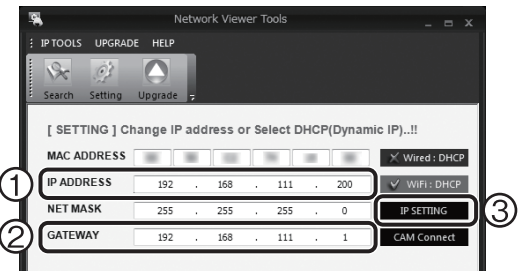 Network Viewer Tools
IP TOOLS UPGRADE HELP
Search Setting Upgrade
[ SETTING ] Change IP address or Select DHCP(Dynamic IP)..!!
MAC ADDRESS Wired : DHCP
1 IP ADDRESS 192 . 168 . 111 . 200 WiFi : DHCP
NET MASK 255 . 255 . 255 . 0 IP SETTING 3
2 GATEWAY 192 . 168 . 111 . 1 CAM Connect